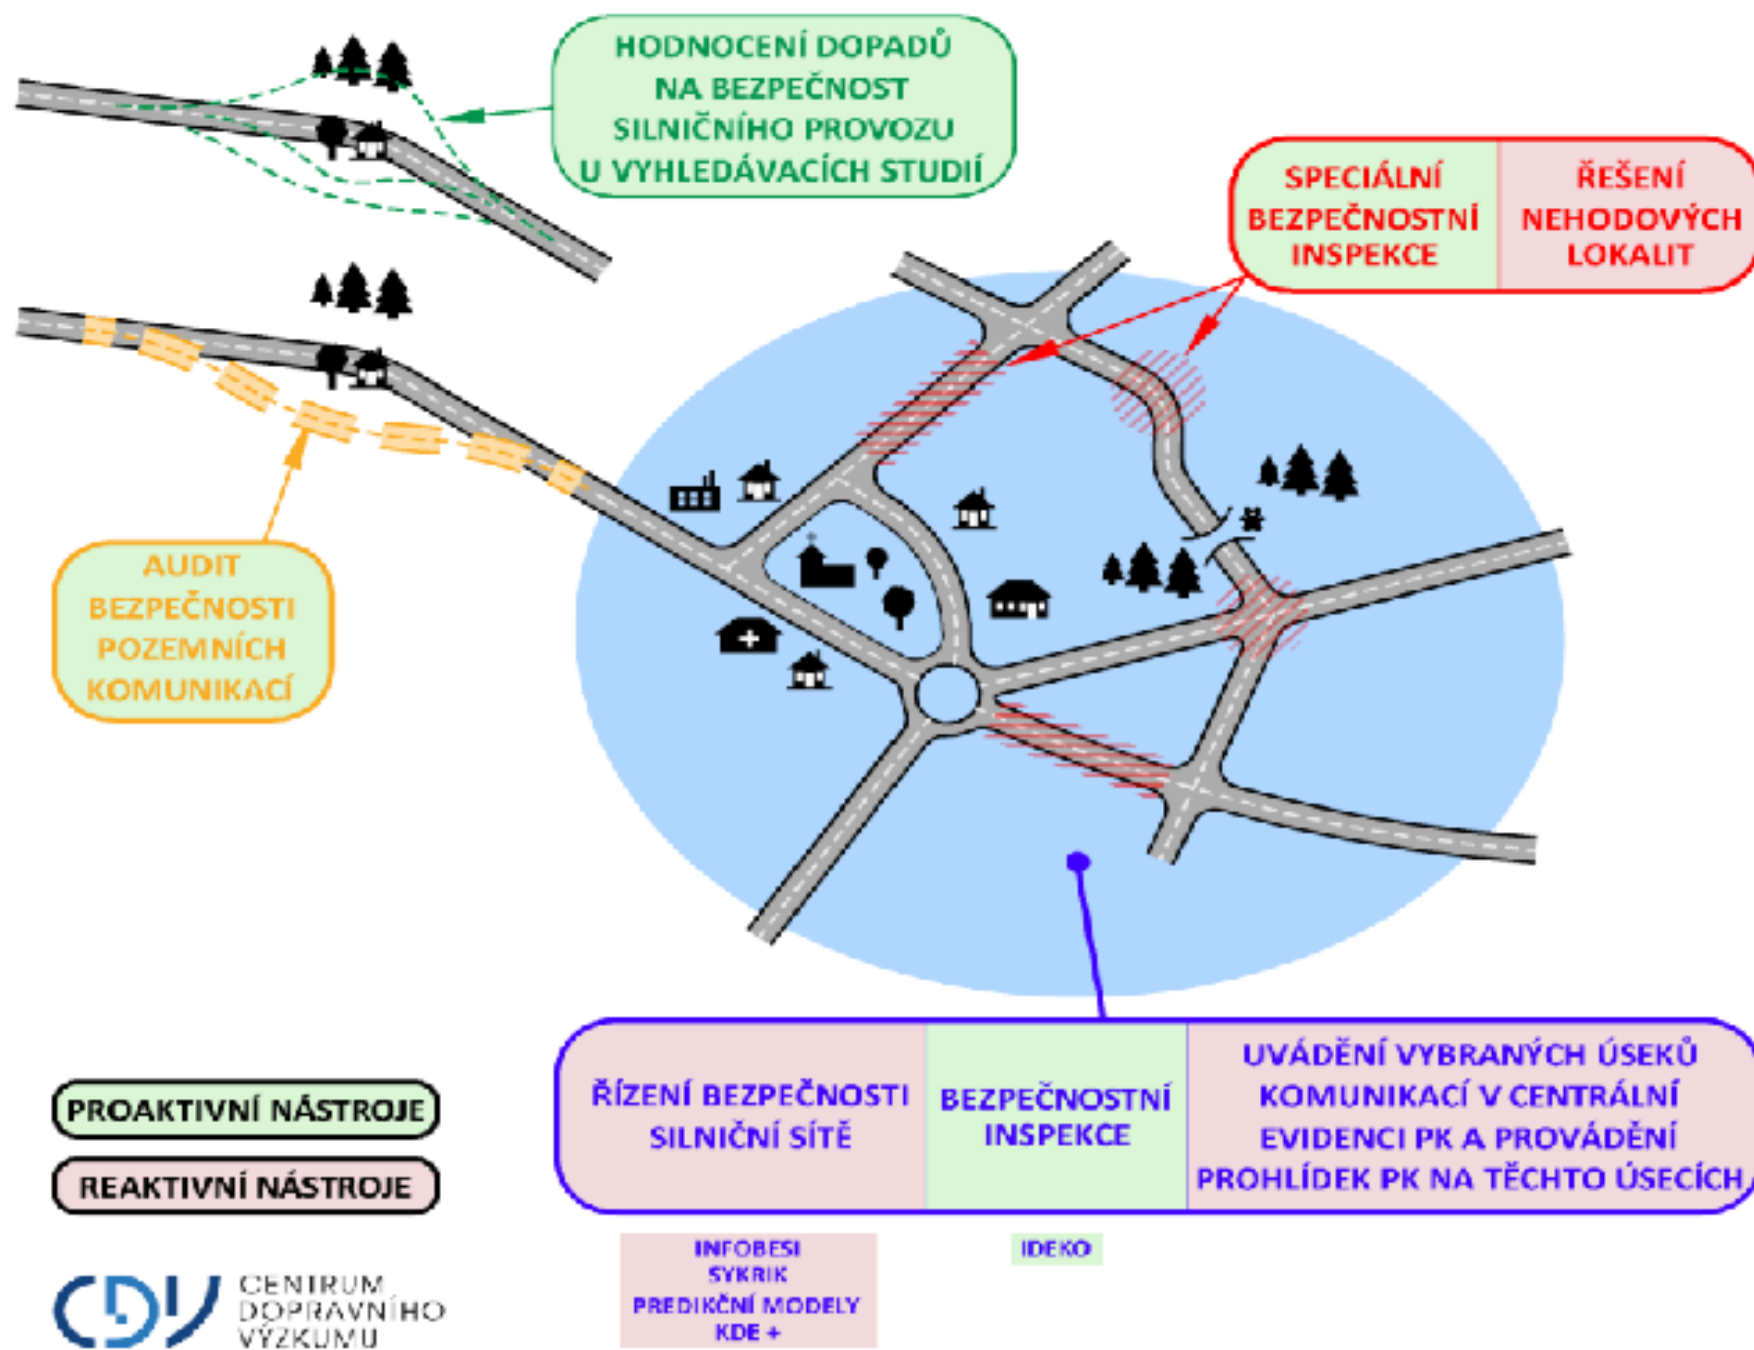 HODNOCENÍ DOPADŮ
NA BEZPEČNOST
SILNIČNÍHO PROVOZU
U VYHLEDÁVACÍCH STUDIÍ
SPECIÁLNÍ
BEZPEČNOSTNÍ
INSPEKCE
ŘEŠENÍ
NEHODOVÝCH
LOKALIT
AUDIT
BEZPEČNOSTI
POZEMNÍCH
KOMUNIKACÍ
ŘÍZENÍ BEZPEČNOSTI
SILNIČNÍ SÍTĚ
BEZPEČNOSTNÍ
INSPEKCE
UVÁDĚNÍ VYBRANÝCH ÚSEKŮ
KOMUNIKACÍ V CENTRÁLNÍ
EVIDENCI PK A PROVÁDĚNÍ
PROHLÍDEK PK NA TĚCHTO ÚSECÍCH
PROAKTIVNÍ NÁSTROJE
REAKTIVNÍ NÁSTROJE
INFOBESI
SYKRIK
PREDIKČNÍ MODELY
KDE +
IDEKO
CDV
CENTRUM
DOPRAVNÍHO
VÝZKUMU